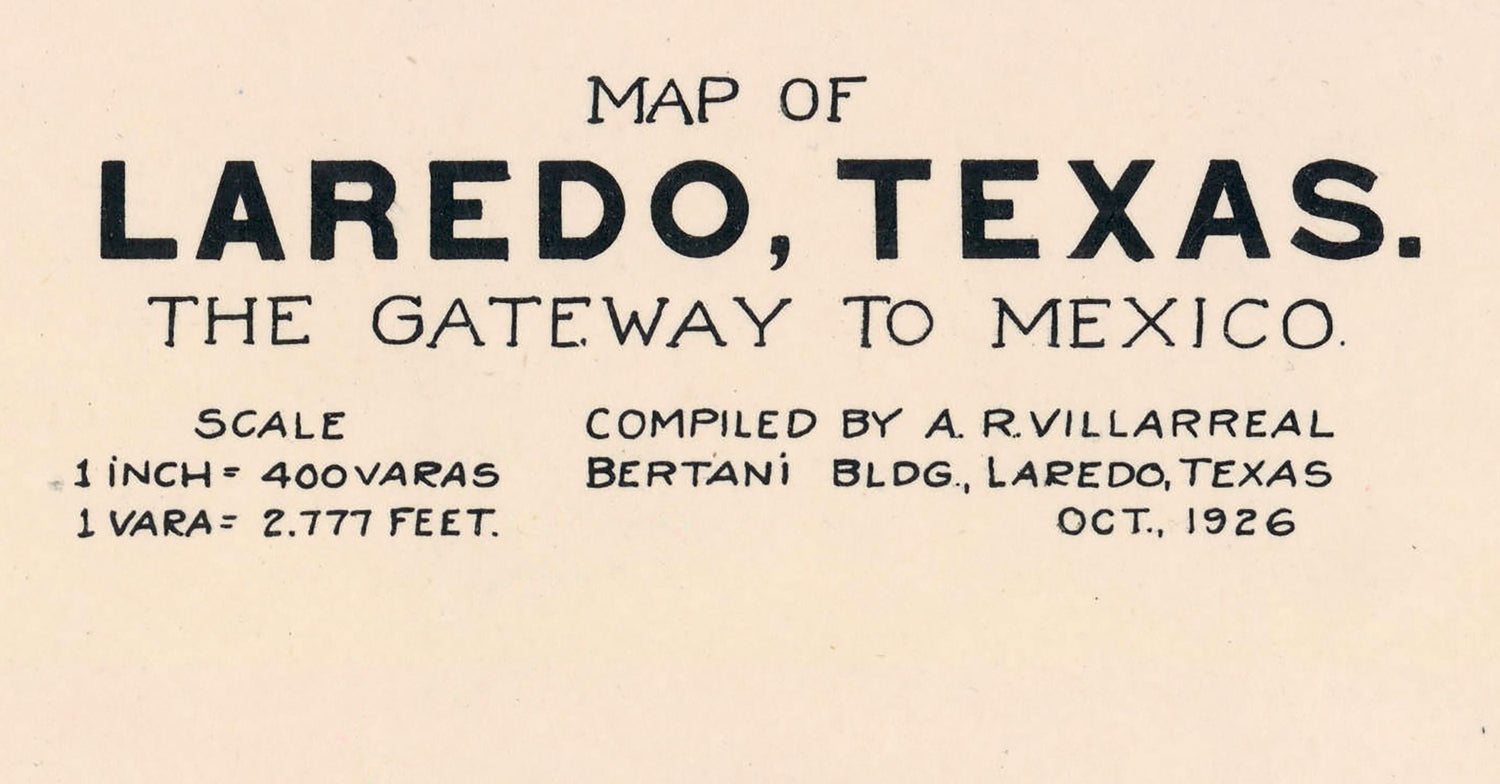 MAP OF
LAREDO, TEXAS.
THE GATEWAY TO MEXICO.
SCALE
1 INCH = 400 VARAS
1 VARA = 2.777 FEET.
COMPILED BY A. R. VILLARREAL
BERTANI BLDG., LAREDO, TEXAS
OCT., 1926